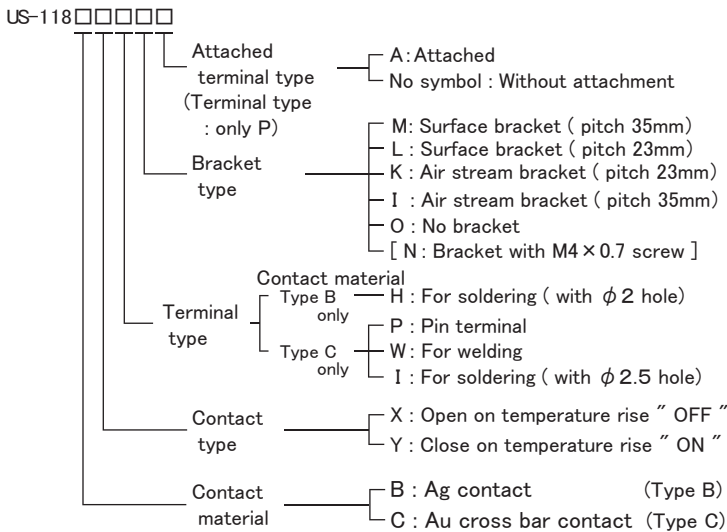 US-118□□□□□
Attached
terminal type
(Terminal type
: only P)
A:Attached
No symbol : Without attachment
Bracket
type
M: Surface bracket ( pitch 35mm)
L : Surface bracket ( pitch 23mm)
K : Air stream bracket ( pitch 23mm)
I : Air stream bracket ( pitch 35mm)
O : No bracket
[ N : Bracket with M4×0.7 screw ]
Terminal
type
Contact material
Type B
only
H : For soldering ( with φ2 hole)
Type C
only
P : Pin terminal
W : For welding
I : For soldering ( with φ2.5 hole)
Contact
type
X : Open on temperature rise ″ OFF ″
Y : Close on temperature rise ″ ON ″
Contact
material
B : Ag contact (Type B)
C : Au cross bar contact (Type C)